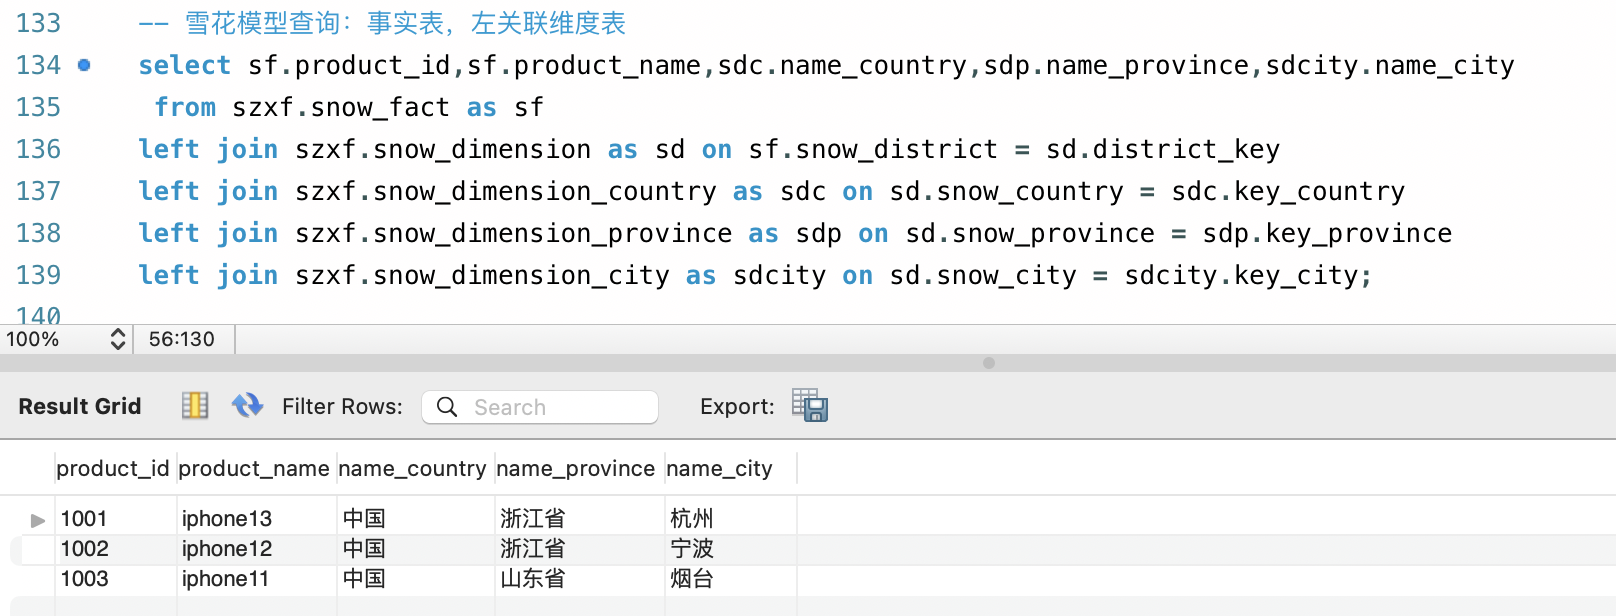 133 -- 雪花模型查询：事实表，左关联维度表
134 select sf.product_id,sf.product_name,sdc.name_country,sdp.name_province,sdcity.name_city
135 from szxf.snow_fact as sf
136 left join szxf.snow_dimension as sd on sf.snow_district = sd.district_key
137 left join szxf.snow_dimension_country as sdc on sd.snow_country = sdc.key_country
138 left join szxf.snow_dimension_province as sdp on sd.snow_province = sdp.key_province
139 left join szxf.snow_dimension_city as sdcity on sd.snow_city = sdcity.key_city;
140
100% 56:130
Result Grid Filter Rows: Search Export:
product_id product_name name_country name_province name_city
1001 iphone13 中国 浙江省 杭州
1002 iphone12 中国 浙江省 宁波
1003 iphone11 中国 山东省 烟台